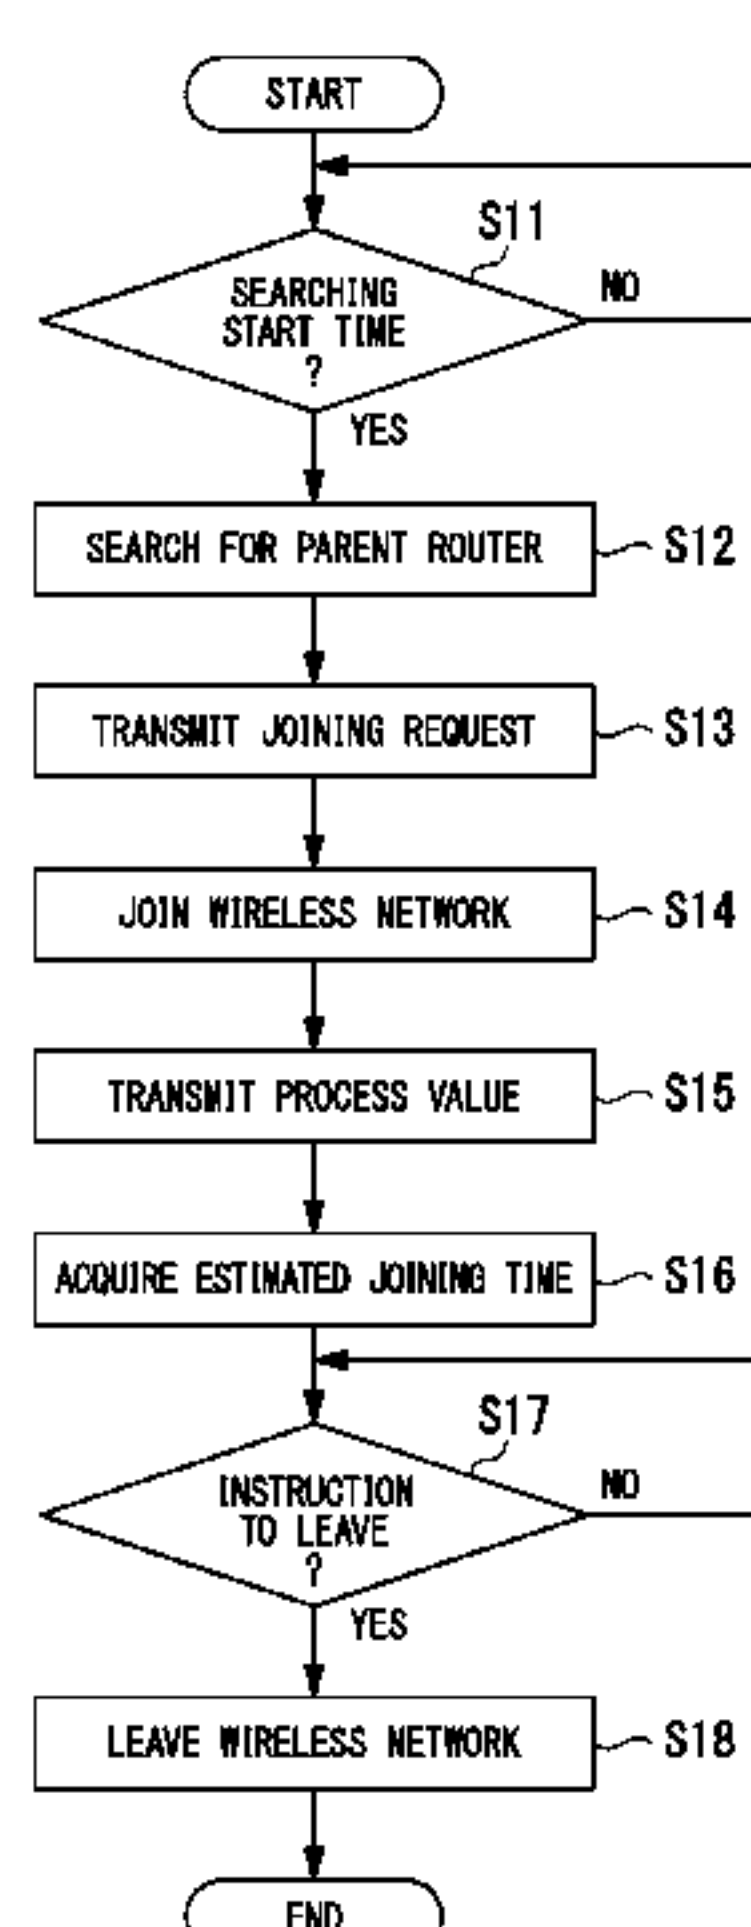 START
S11
SEARCHING
START TIME
?
NO
YES
SEARCH FOR PARENT ROUTER
S12
TRANSMIT JOINING REQUEST
S13
JOIN WIRELESS NETWORK
S14
TRANSMIT PROCESS VALUE
S15
ACQUIRE ESTIMATED JOINING TIME
S16
S17
INSTRUCTION
TO LEAVE
?
NO
YES
LEAVE WIRELESS NETWORK
S18
END